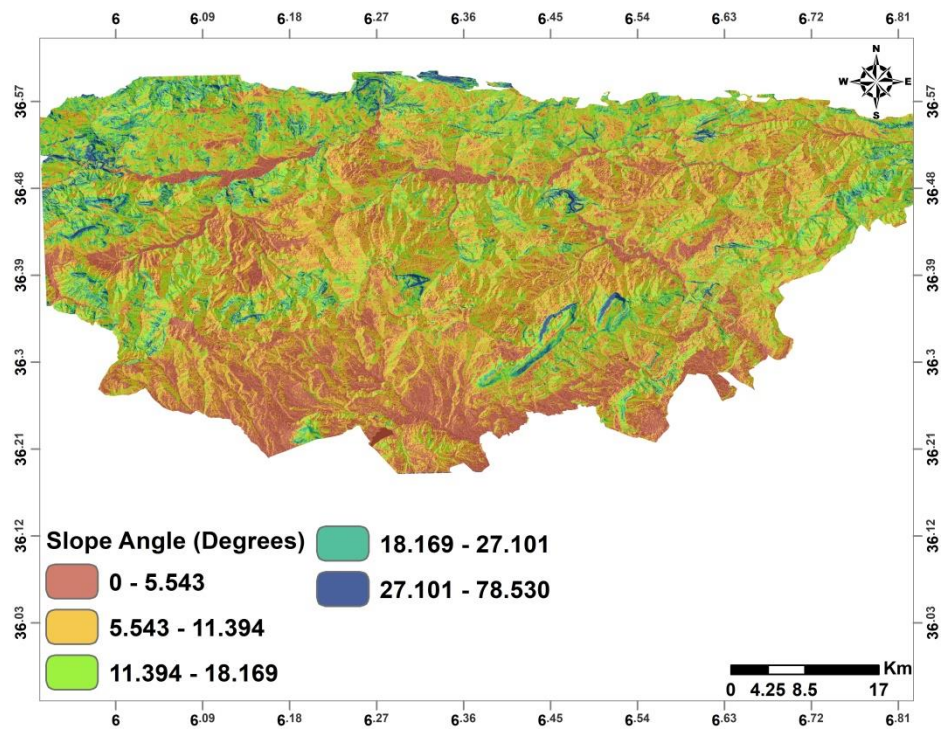 6 6.09 6.18 6.27 6.36 6.45 6.54 6.63 6.72 6.81
N
W E
S
36.57 36.57
36.48 36.48
36.39 36.39
36.3 36.3
36.21 36.21
36.12 36.12
36.03 36.03
Slope Angle (Degrees)
0 - 5.543
5.543 - 11.394
11.394 - 18.169
18.169 - 27.101
27.101 - 78.530
Km
0 4.25 8.5 17
6 6.09 6.18 6.27 6.36 6.45 6.54 6.63 6.72 6.81